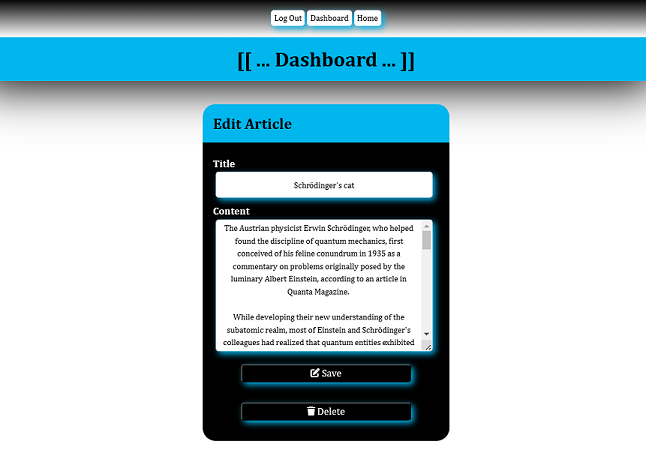 Log Out Dashboard Home
[[ ... Dashboard ... ]]
Edit Article
Title
Schrödinger's cat
Content
The Austrian physicist Erwin Schrödinger, who helped
found the discipline of quantum mechanics, first
conceived of his feline conundrum in 1935 as a
commentary on problems originally posed by the
luminary Albert Einstein, according to an article in
Quanta Magazine.
While developing their new understanding of the
subatomic realm, most of Einstein and Schrödinger's
colleagues had realized that quantum entities exhibited
Save
Delete